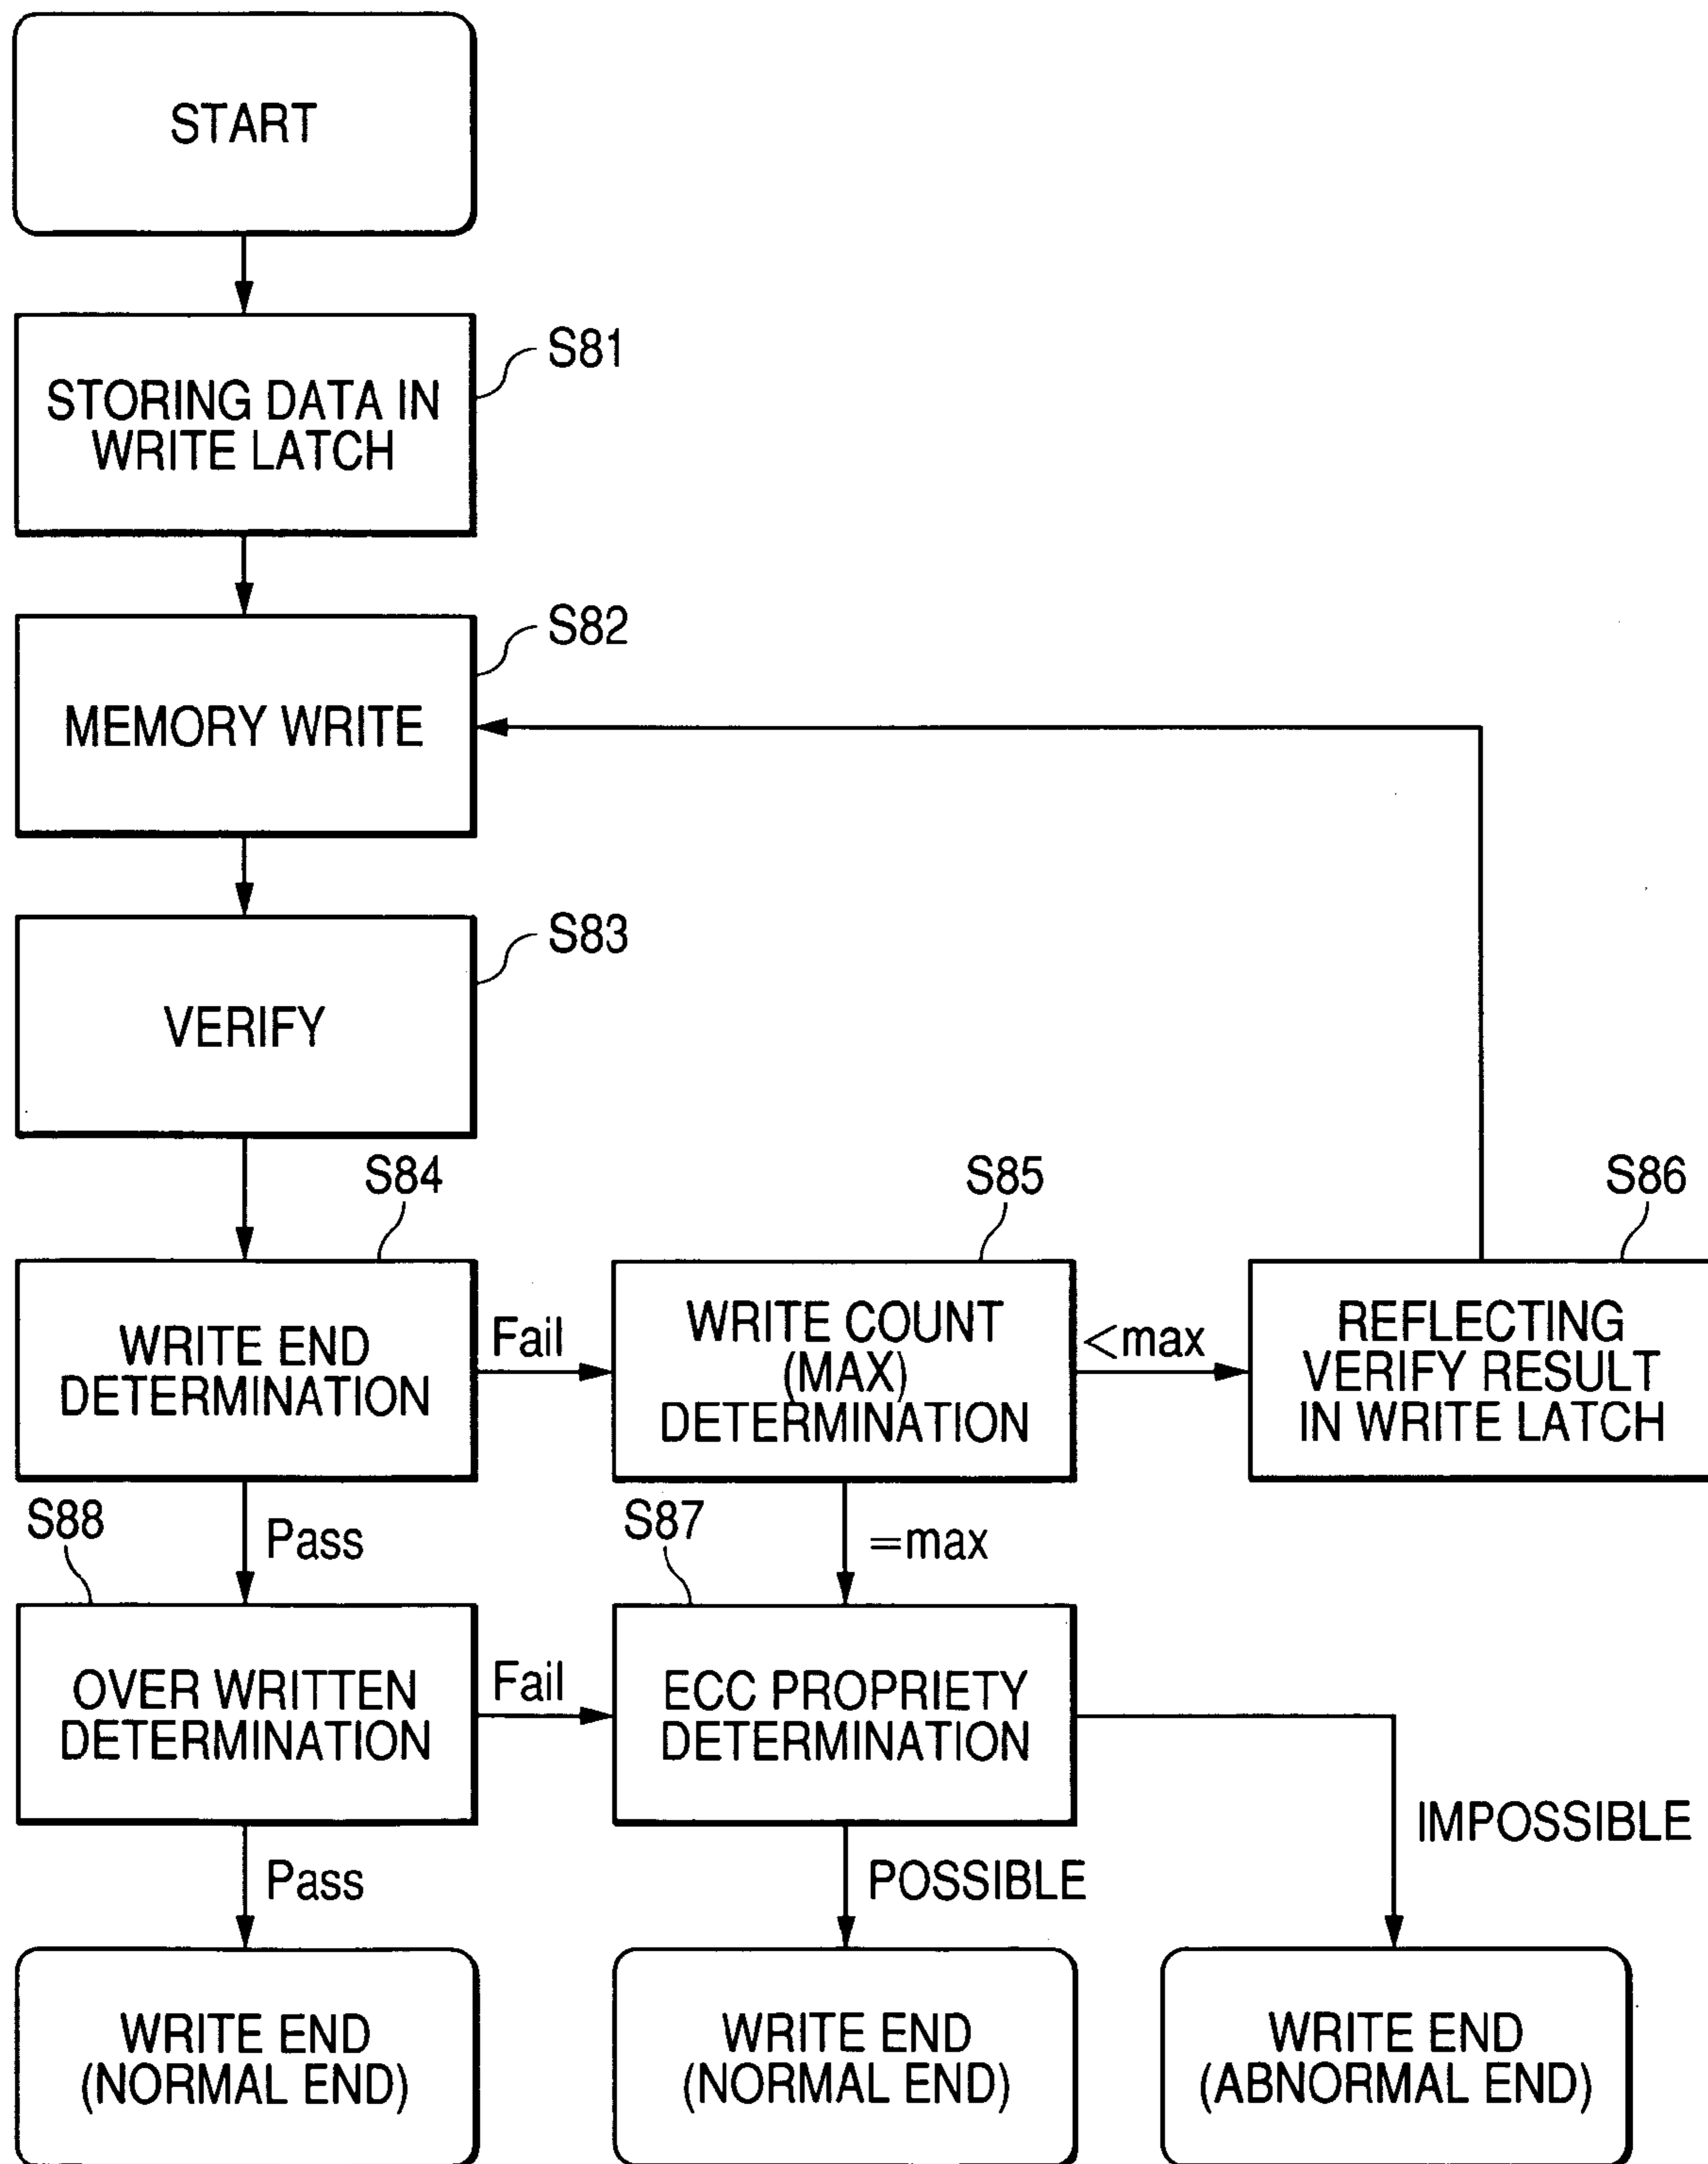 START
S81
STORING DATA IN
WRITE LATCH
S82
MEMORY WRITE
S83
VERIFY
S84
S85
S86
WRITE END
DETERMINATION
Fail
WRITE COUNT
(MAX)
DETERMINATION
<max
REFLECTING
VERIFY RESULT
IN WRITE LATCH
S88
Pass
S87
=max
OVER WRITTEN
DETERMINATION
Fail
ECC PROPRIETY
DETERMINATION
IMPOSSIBLE
Pass
POSSIBLE
WRITE END
(NORMAL END)
WRITE END
(NORMAL END)
WRITE END
(ABNORMAL END)